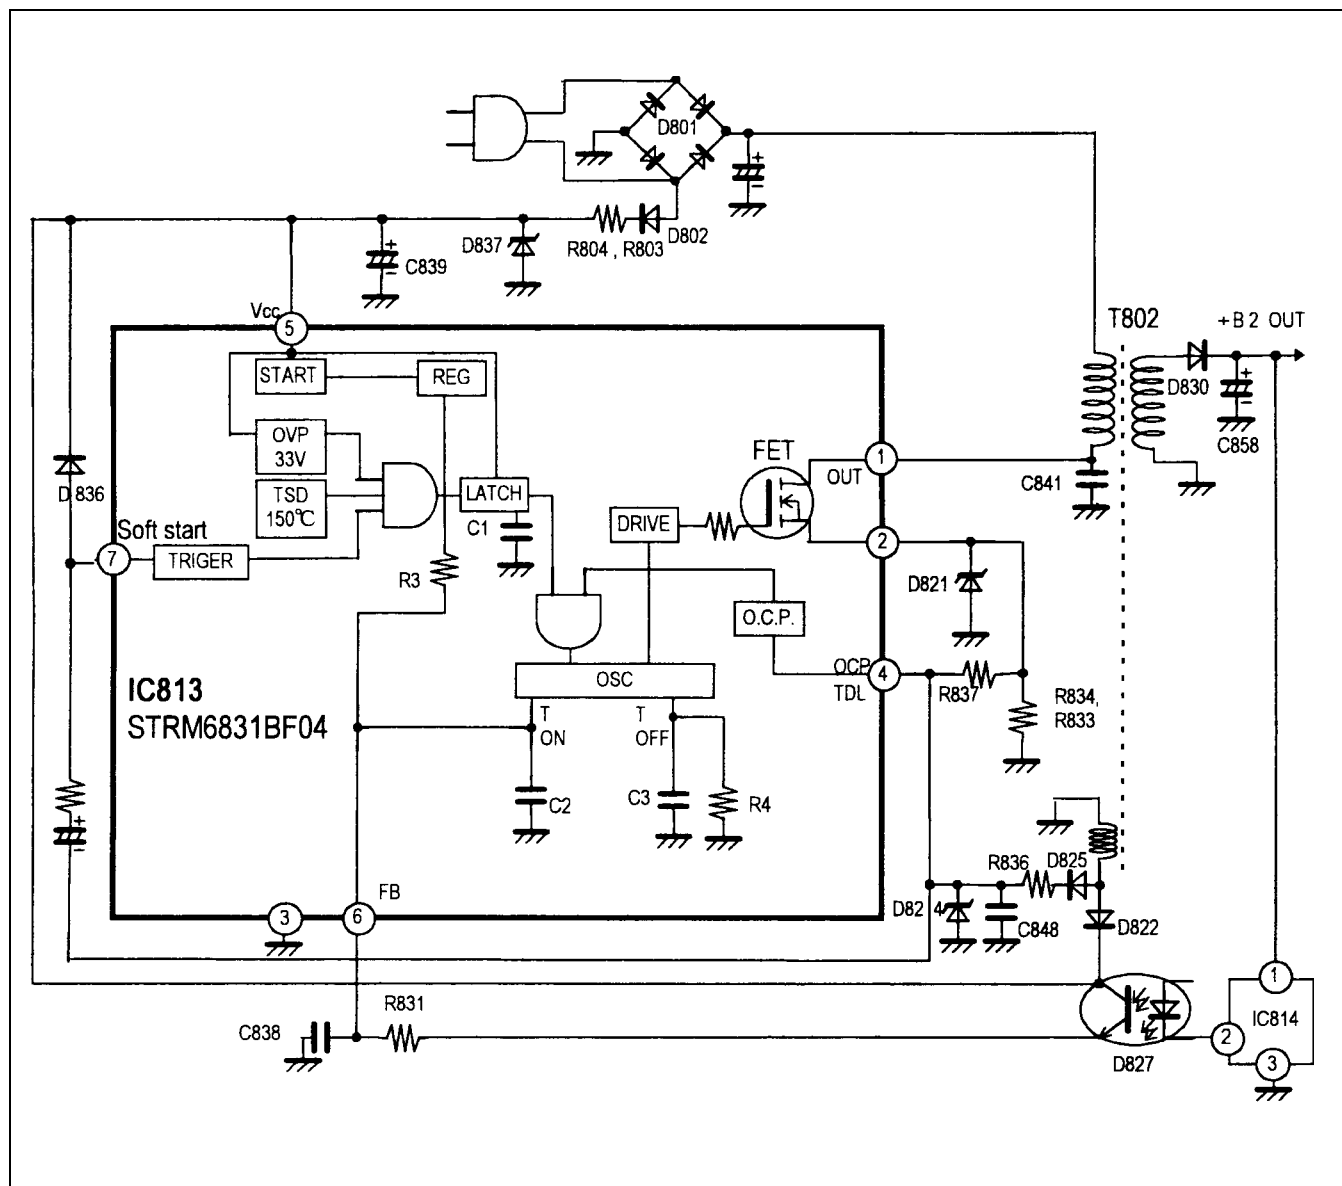 D801
+
-
D802
R804 , R803
D837
+
-
C839
Vcc
5
T802
+B 2 OUT
START
REG
D830
+
-
C858
OVP
33V
FET
1
OUT
C841
D 836
TSD
150℃
LATCH
C1
DRIVE
2
Soft start
7
TRIGER
R3
D821
O.C.P.
OSC
OCP
TDL
4
R837
R834,
R833
IC813
STRM6831BF04
T
ON
T
OFF
C2
C3
R4
+
-
R836
D825
FB
3
6
D82 4
C848
D822
1
R831
C838
IC814
2
D827
3